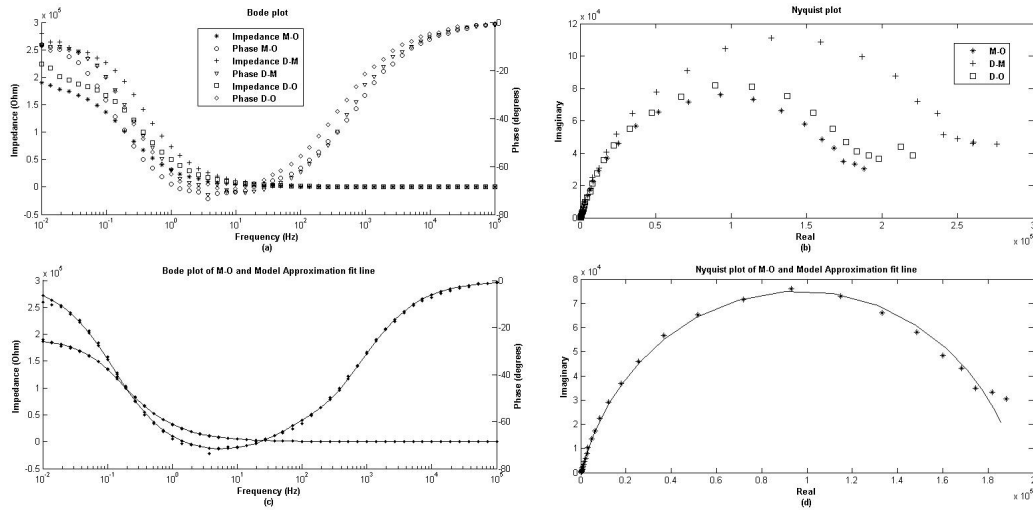 Bode plot
x 10^5
3
2.5
2
1.5
1
0.5
0
-0.5
Impedance (Ohm)
Impedance M-O
Phase M-O
Impedance D-M
Phase D-M
Impedance D-O
Phase D-O
0
-20
-40
-60
-80
Phase (degrees)
10^-2
10^-1
10^0
10^1
10^2
10^3
10^4
10^5
Frequency (Hz)
(a)
Nyquist plot
x 10^4
12
10
8
6
4
2
0
Imaginary
M-O
D-M
D-O
0
0.5
1
1.5
2
2.5
3
x 10^5
Real
(b)
Bode plot of M-O and Model Approximation fit line
x 10^5
3
2.5
2
1.5
1
0.5
0
-0.5
Impedance (Ohm)
0
-20
-40
-60
-80
Phase (degrees)
10^-2
10^-1
10^0
10^1
10^2
10^3
10^4
10^5
Frequency (Hz)
(c)
Nyquist plot of M-O and Model Approximation fit line
x 10^4
8
7
6
5
4
3
2
1
0
Imaginary
0
0.2
0.4
0.6
0.8
1
1.2
1.4
1.6
1.8
2
x 10^5
Real
(d)